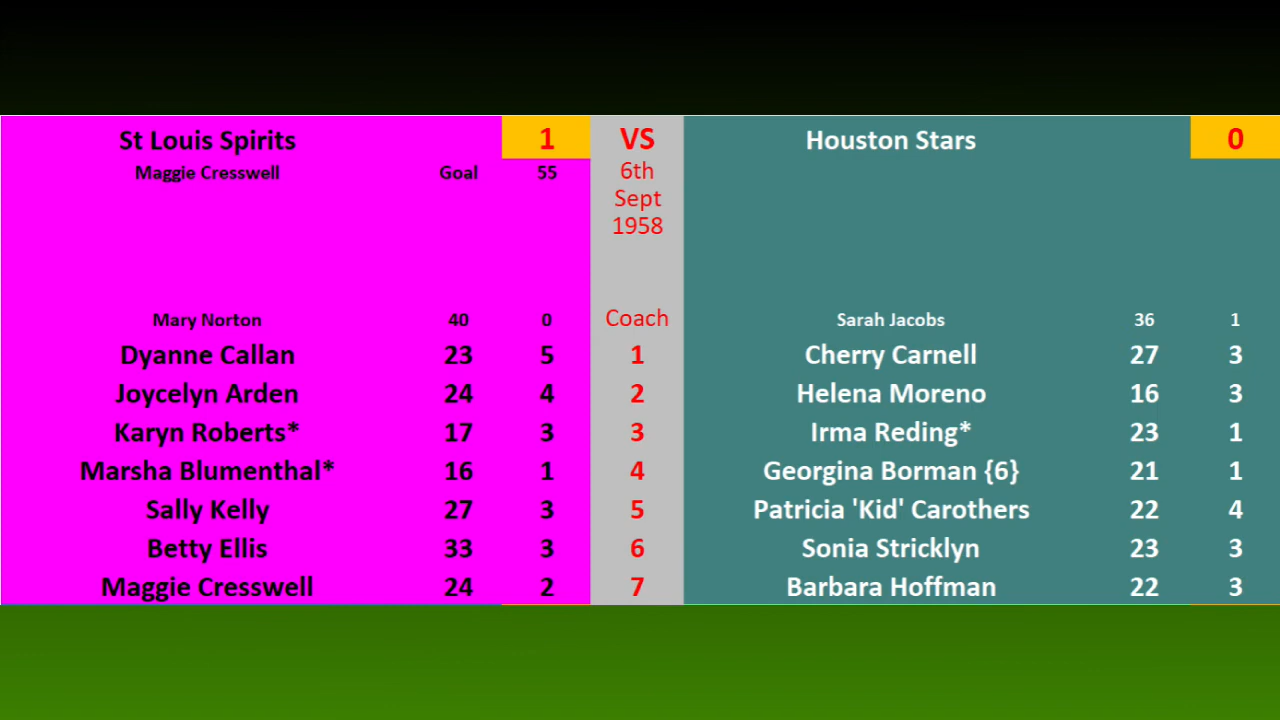 St Louis Spirits 1 VS Houston Stars 0
Maggie Cresswell Goal 55 6th
Sept
1958
Mary Norton 40 0 Coach Sarah Jacobs 36 1
Dyanne Callan 23 5 1 Cherry Carnell 27 3
Joycelyn Arden 24 4 2 Helena Moreno 16 3
Karyn Roberts* 17 3 3 Irma Reding* 23 1
Marsha Blumenthal* 16 1 4 Georgina Borman {6} 21 1
Sally Kelly 27 3 5 Patricia 'Kid' Carothers 22 4
Betty Ellis 33 3 6 Sonia Stricklyn 23 3
Maggie Cresswell 24 2 7 Barbara Hoffman 22 3